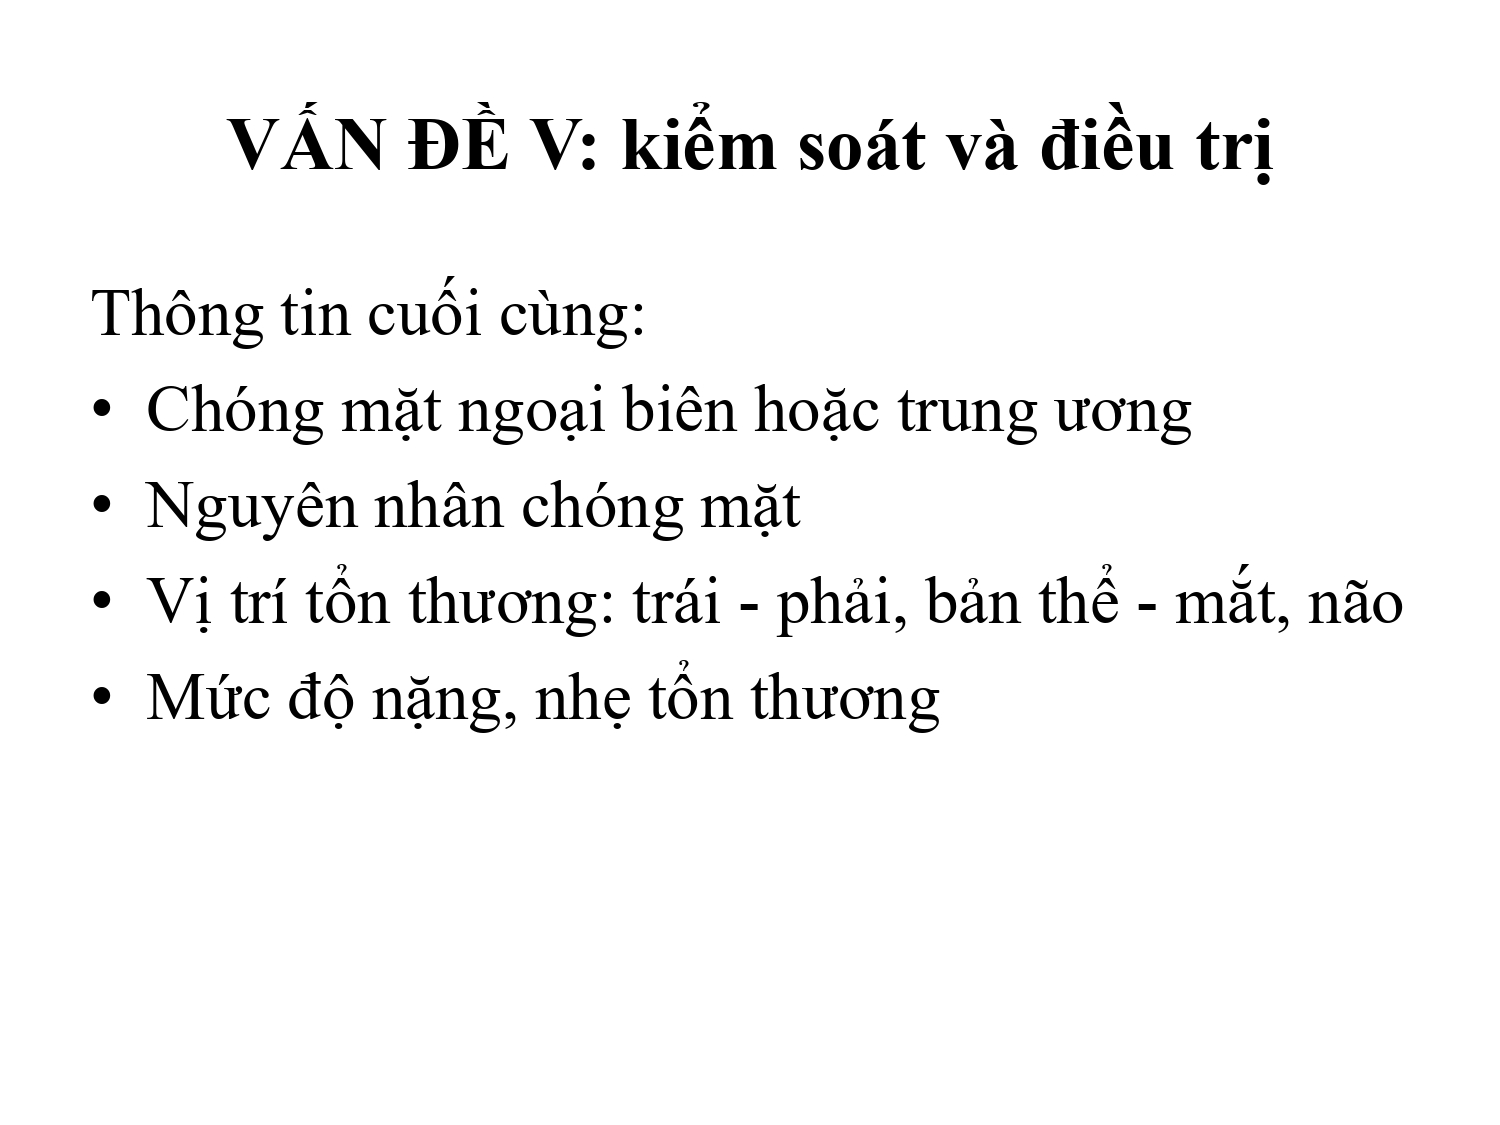 VẤN ĐỀ V: kiểm soát và điều trị
Thông tin cuối cùng:
• Chóng mặt ngoại biên hoặc trung ương
• Nguyên nhân chóng mặt
• Vị trí tổn thương: trái - phải, bản thể - mắt, não
• Mức độ nặng, nhẹ tổn thương